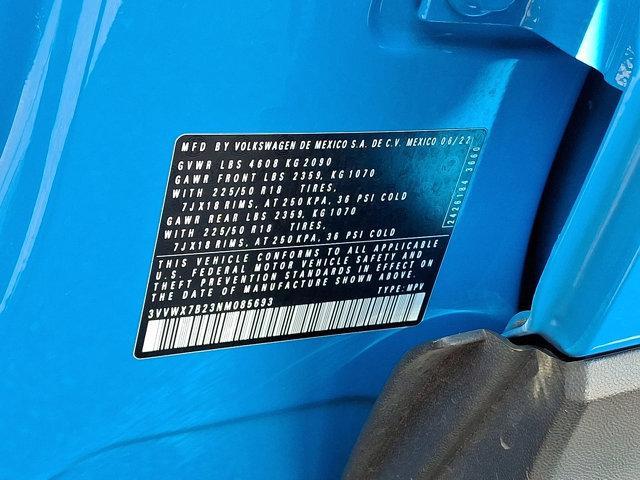 MFD BY VOLKSWAGEN DE MEXICO S.A. DE C.V. MEXICO 06/22
GVWR LBS 4608 KG 2090
GAWR FRONT LBS 2359, KG 1070
WITH 225/50 R18 TIRES,
7JX18 RIMS, AT 250 KPA, 36 PSI COLD
GAWR REAR LBS 2359, KG 1070
WITH 225/50 R18 TIRES,
7JX18 RIMS, AT 250 KPA, 36 PSI COLD
THIS VEHICLE CONFORMS TO ALL APPLICABLE
U.S. FEDERAL MOTOR VEHICLE SAFETY AND
THEFT PREVENTION STANDARDS IN EFFECT ON
THE DATE OF MANUFACTURE SHOWN ABOVE.
TYPE: MPV
3VVWX7B23NM085693
2426184 3660